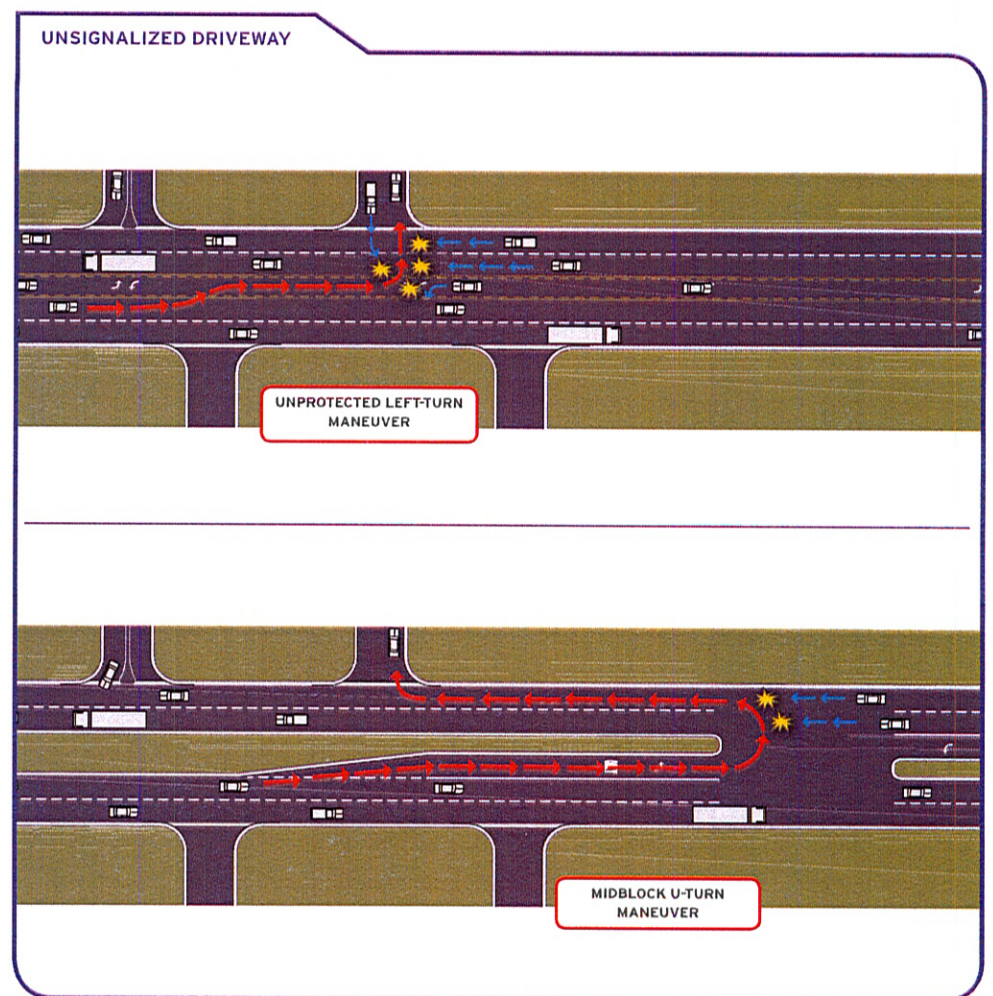 UNSIGNALIZED DRIVEWAY
UNPROTECTED LEFT-TURN
MANEUVER
MIDBLOCK U-TURN
MANEUVER